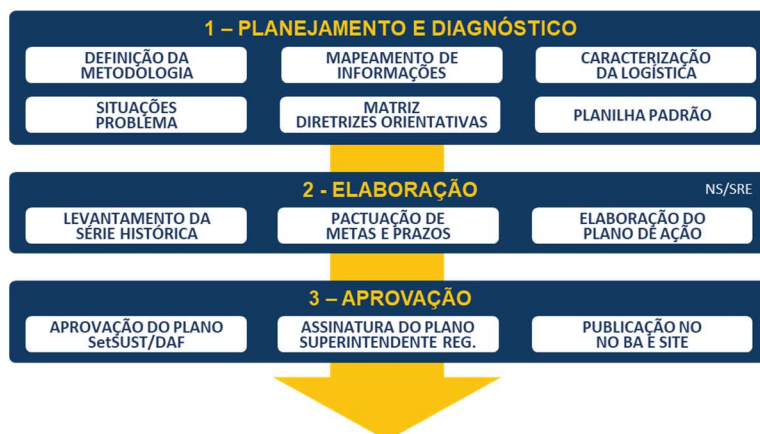 1 – PLANEJAMENTO E DIAGNÓSTICO
DEFINIÇÃO DA
METODOLOGIA
MAPEAMENTO DE
INFORMAÇÕES
CARACTERIZAÇÃO
DA LOGÍSTICA
SITUAÇÕES
PROBLEMA
MATRIZ
DIRETRIZES ORIENTATIVAS
PLANILHA PADRÃO
2 - ELABORAÇÃO
NS/SRE
LEVANTAMENTO DA
SÉRIE HISTÓRICA
PACTUAÇÃO DE
METAS E PRAZOS
ELABORAÇÃO DO
PLANO DE AÇÃO
3 – APROVAÇÃO
APROVAÇÃO DO PLANO
SetSUST/DAF
ASSINATURA DO PLANO
SUPERINTENDENTE REG.
PUBLICAÇÃO NO
NO BA E SITE